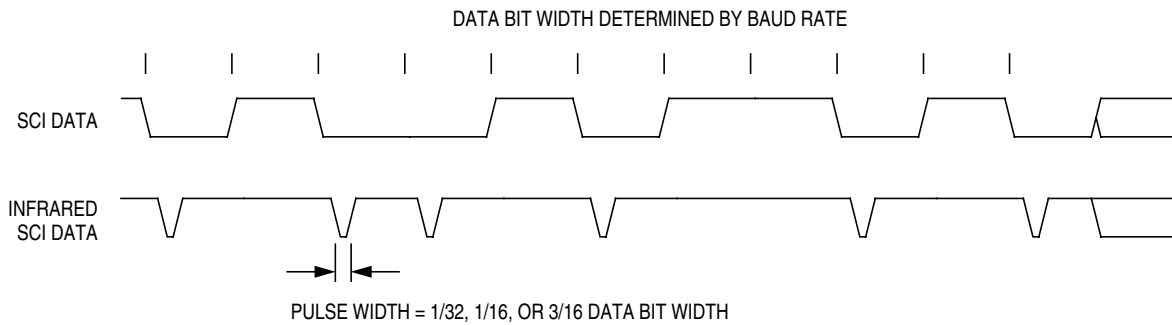 DATA BIT WIDTH DETERMINED BY BAUD RATE
SCI DATA
INFRARED
SCI DATA
PULSE WIDTH = 1/32, 1/16, OR 3/16 DATA BIT WIDTH